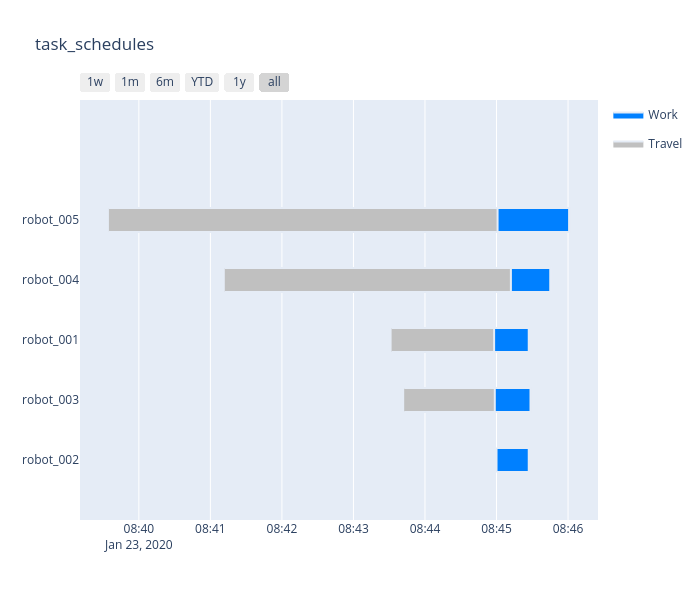 task_schedules
1w 1m 6m YTD 1y all
Work
Travel
robot_005
robot_004
robot_001
robot_003
robot_002
08:40 08:41 08:42 08:43 08:44 08:45 08:46
Jan 23, 2020